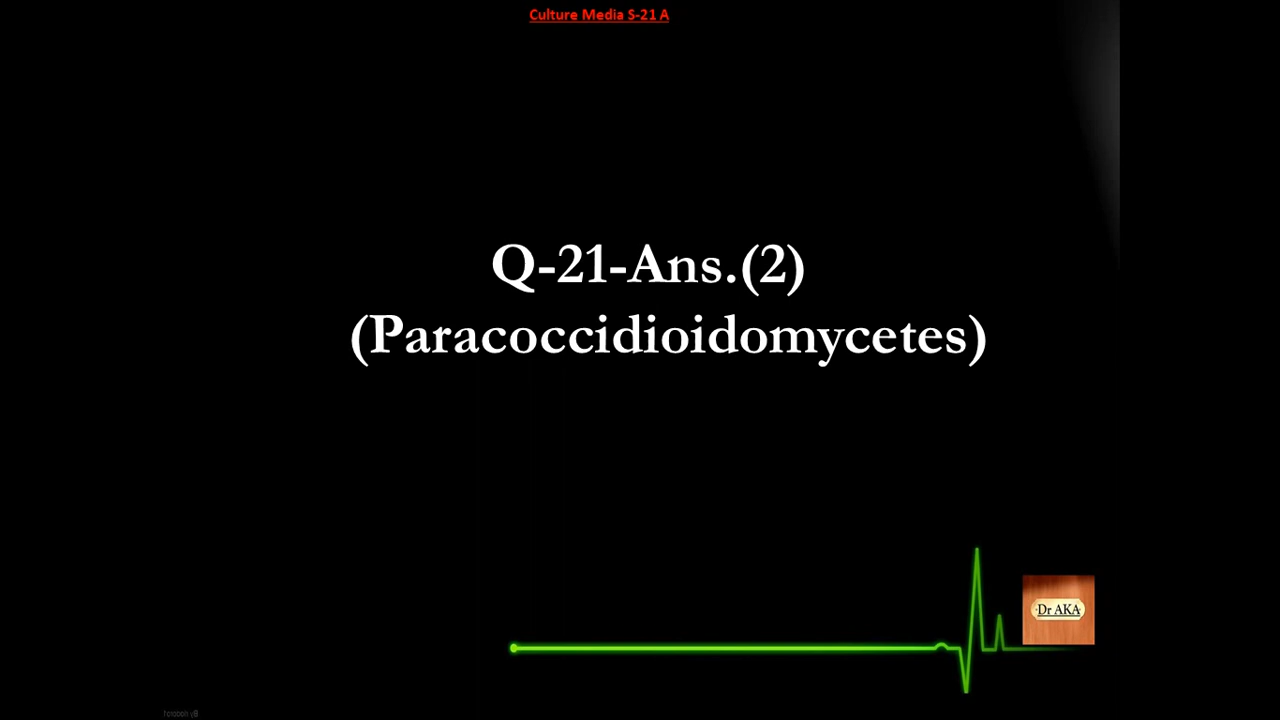 Culture Media S-21 A
Q-21-Ans.(2)
(Paracoccidioidomycetes)
Dr AKA